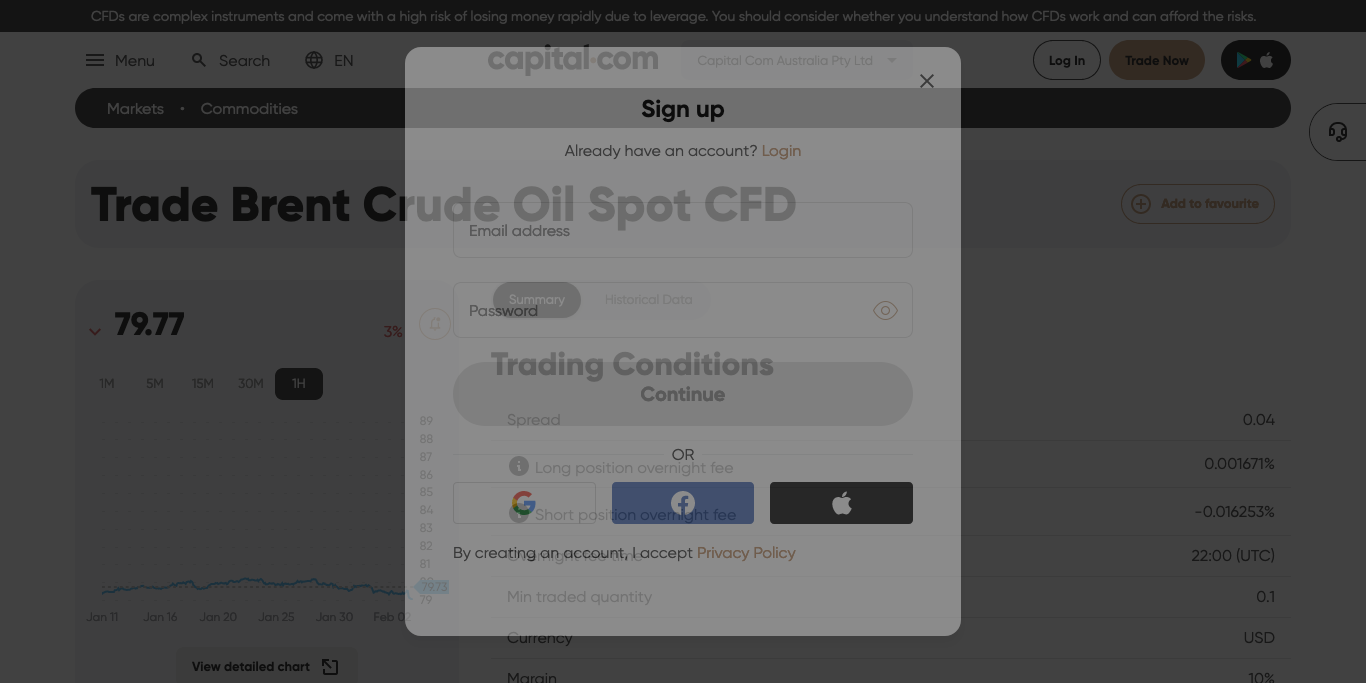 CFDs are complex instruments and come with a high risk of losing money rapidly due to leverage. You should consider whether you understand how CFDs work and can afford the risks.
Menu Search EN capital.com Capital Com Australia Pty Ltd Log In Trade Now
Markets • Commodities
Sign up
Already have an account? Login
Trade Brent Crude Oil Spot CFD
Add to favourite
Email address
Password
Summary Historical Data
79.77
3%
1M 5M 15M 30M 1H
Trading Conditions
Continue
Spread 0.04
OR
Long position overnight fee 0.001671%
Short position overnight fee -0.016253%
By creating an account, I accept Privacy Policy
Overnight fee time 22:00 (UTC)
Min traded quantity 0.1
Currency USD
Margin 10%
89
88
87
86
85
84
83
82
81
79.73
79
Jan 11 Jan 16 Jan 20 Jan 25 Jan 30 Feb 02
View detailed chart